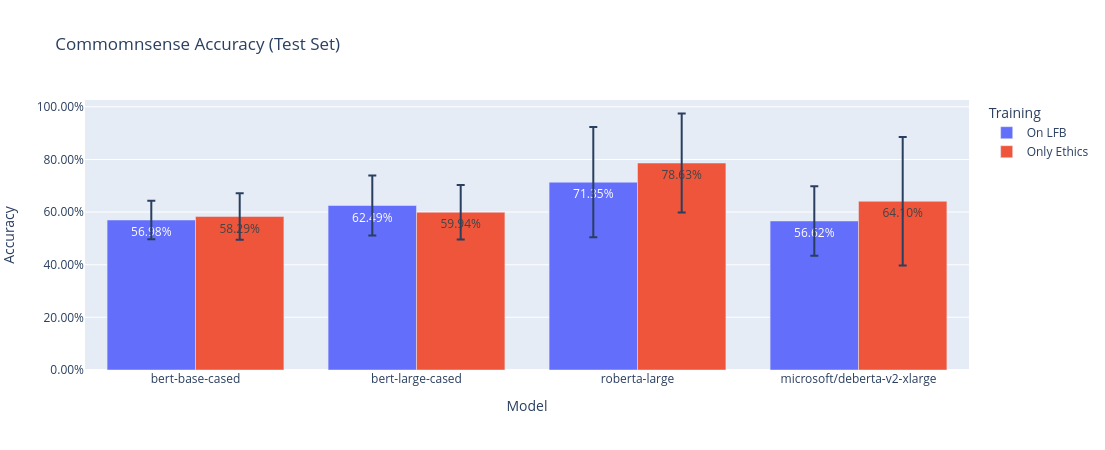 Commomnsense Accuracy (Test Set)
100.00%
80.00%
60.00%
40.00%
20.00%
0.00%
Accuracy
56.98%
58.29%
62.49%
59.94%
71.35%
78.63%
56.62%
64.10%
bert-base-cased
bert-large-cased
roberta-large
microsoft/deberta-v2-xlarge
Model
Training
On LFB
Only Ethics